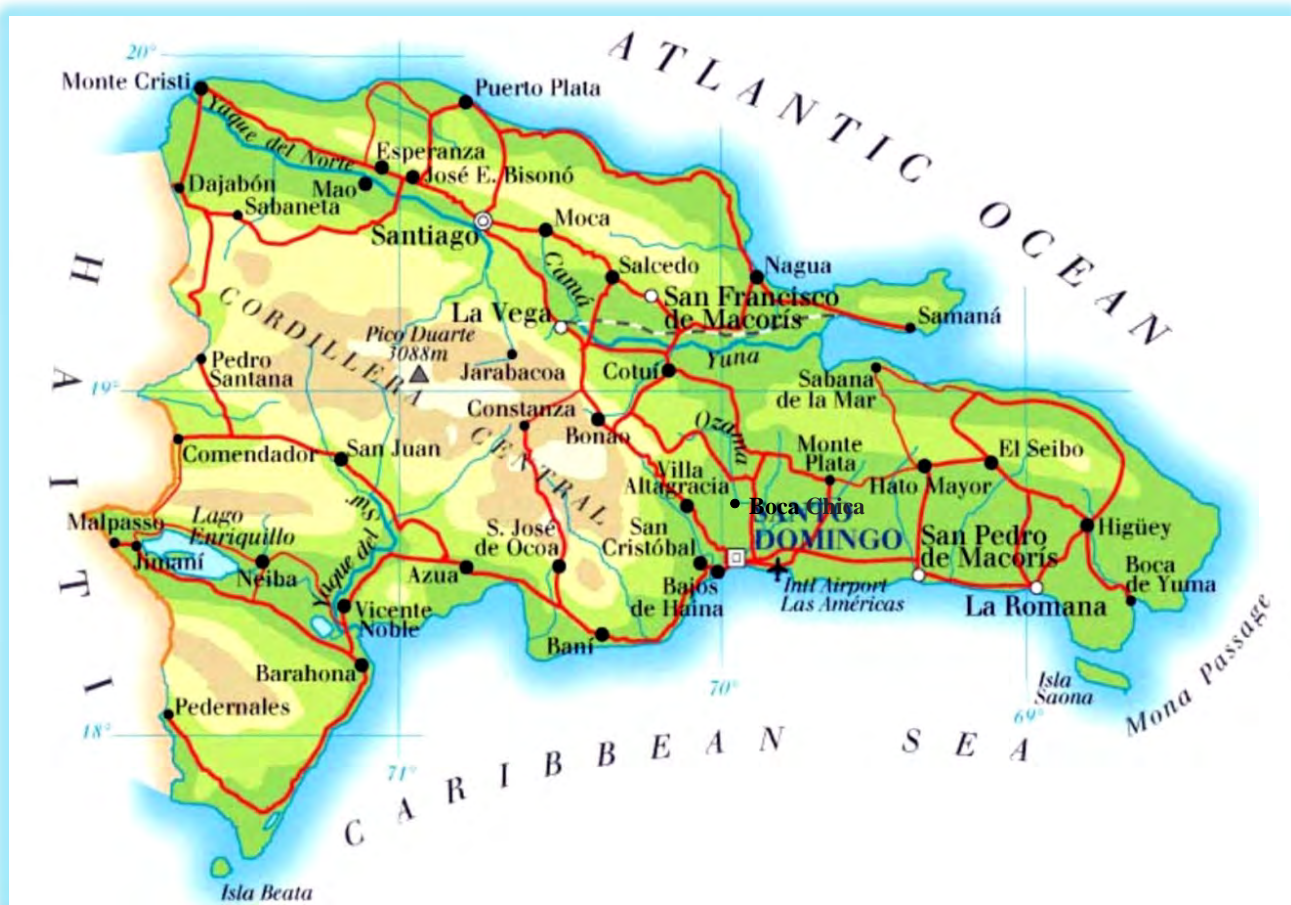 ATLANTIC OCEAN
20°
Monte Cristi
Puerto Plata
Yaque del Norte
Esperanza
José E. Bisonó
Dajabón
Mao
Sabaneta
Moca
Santiago
HAITI
Camá
Salcedo
Nagua
San Francisco
de Macorís
CORDILLERA
La Vega
Samaná
Pico Duarte
3088m
Yuna
Pedro
Santana
Jarabacoa
Cotuí
Sabana
de la Mar
19°
Constanza
Bonao
Ozama
CENTRAL
San Juan
Comendador
Monte
Plata
El Seibo
Villa
Altagracia
Hato Mayor
Yaque del Sur.
Boca Chica
SANTO
DOMINGO
Malpasso
Lago
Enriquillo
S. José
de Ocoa
San
Cristóbal
San Pedro
de Macorís
Higüey
Jimaní
Neiba
Azua
Bajos
de Haina
Intl Airport
Las Américas
Boca
de Yuma
La Romana
Vicente
Noble
Baní
Barahona
Mona Passage
70°
Isla
Saona
69°
Pedernales
18°
71°
CARIBBEAN SEA
Isla Beata